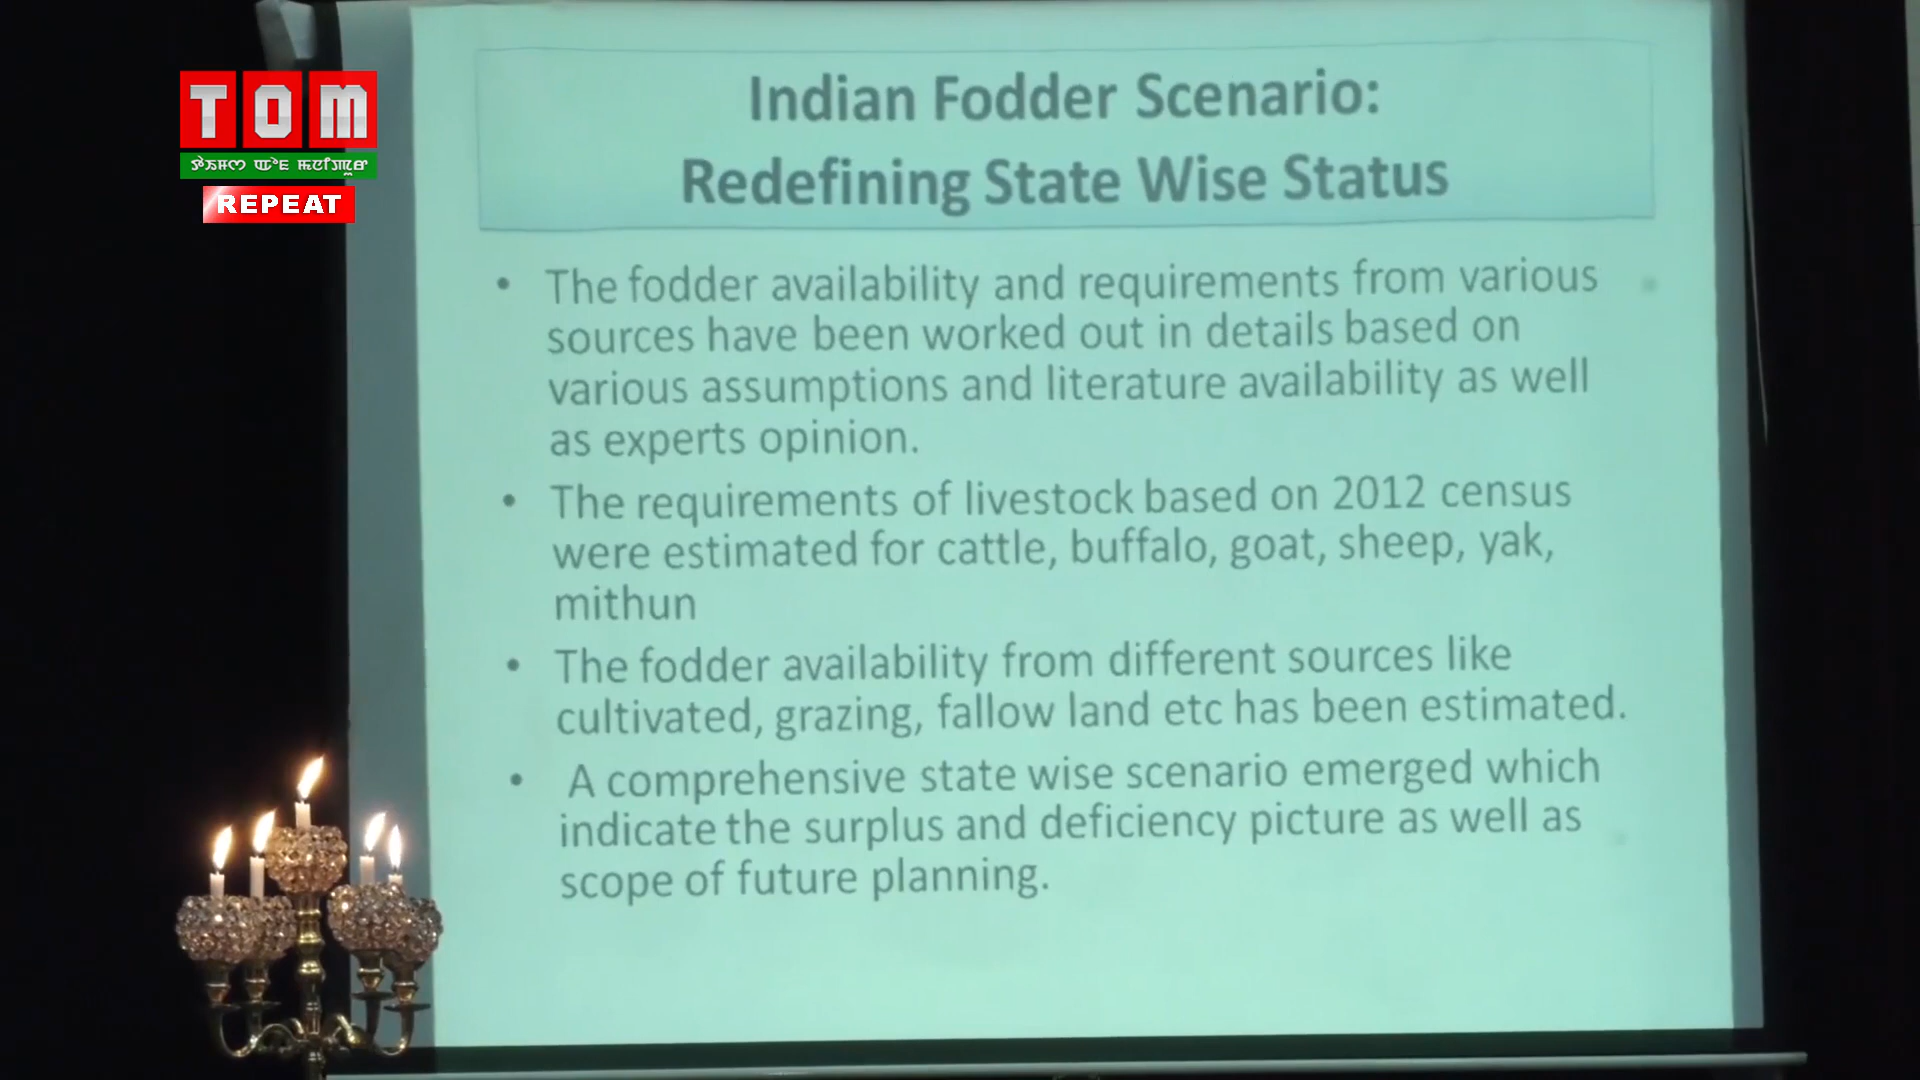 TOM
REPEAT
Indian Fodder Scenario:
Redefining State Wise Status
• The fodder availability and requirements from various
sources have been worked out in details based on
various assumptions and literature availability as well
as experts opinion.
• The requirements of livestock based on 2012 census
were estimated for cattle, buffalo, goat, sheep, yak,
mithun
• The fodder availability from different sources like
cultivated, grazing, fallow land etc has been estimated.
• A comprehensive state wise scenario emerged which
indicate the surplus and deficiency picture as well as
scope of future planning.